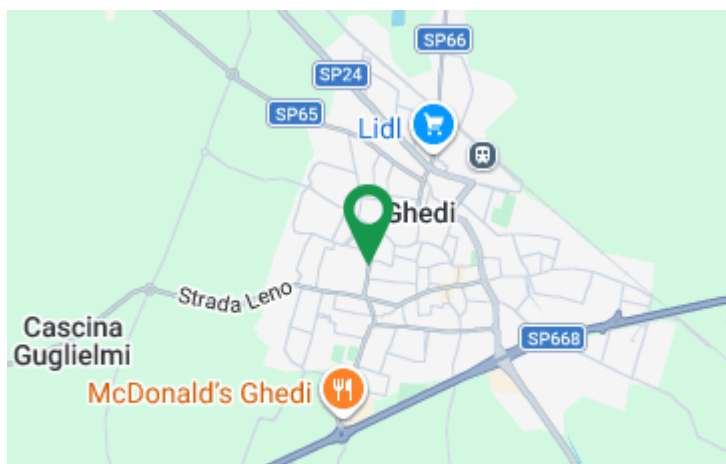 SP66
SP24
SP65
Lidl
Ghedi
Strada Leno
Cascina
Guglielmi
SP668
McDonald's Ghedi